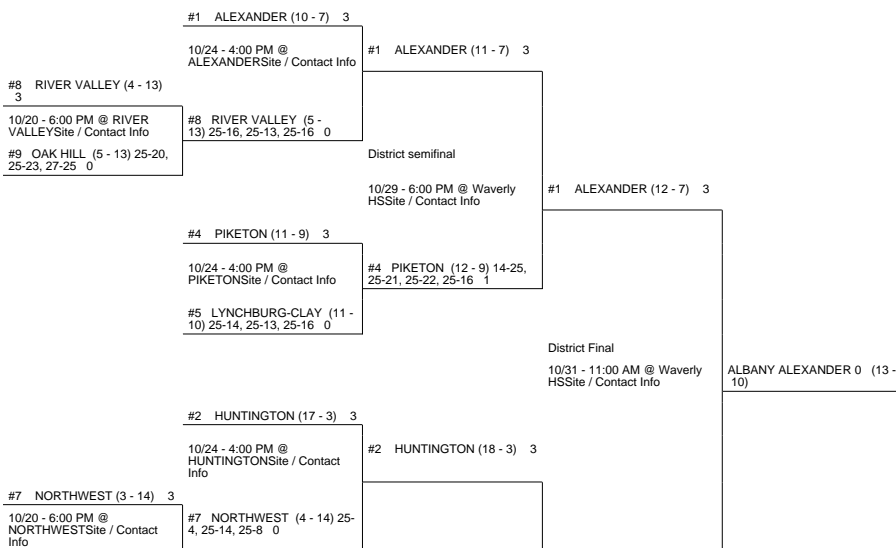 #1 ALEXANDER (10 - 7) 3
10/24 - 4:00 PM @
ALEXANDERSite / Contact Info
#1 ALEXANDER (11 - 7) 3
#8 RIVER VALLEY (4 - 13)
3
10/20 - 6:00 PM @ RIVER
VALLEYSite / Contact Info
#8 RIVER VALLEY (5 -
13) 25-16, 25-13, 25-16 0
#9 OAK HILL (5 - 13) 25-20,
25-23, 27-25 0
District semifinal
10/29 - 6:00 PM @ Waverly
HSSite / Contact Info
#1 ALEXANDER (12 - 7) 3
#4 PIKETON (11 - 9) 3
10/24 - 4:00 PM @
PIKETONSite / Contact Info
#4 PIKETON (12 - 9) 14-25,
25-21, 25-22, 25-16 1
#5 LYNCHBURG-CLAY (11 -
10) 25-14, 25-13, 25-16 0
District Final
10/31 - 11:00 AM @ Waverly
HSSite / Contact Info
ALBANY ALEXANDER 0 (13 -
10)
#2 HUNTINGTON (17 - 3) 3
10/24 - 4:00 PM @
HUNTINGTONSite / Contact
Info
#2 HUNTINGTON (18 - 3) 3
#7 NORTHWEST (3 - 14) 3
10/20 - 6:00 PM @
NORTHWESTSite / Contact
Info
#7 NORTHWEST (4 - 14) 25-
4, 25-14, 25-8 0